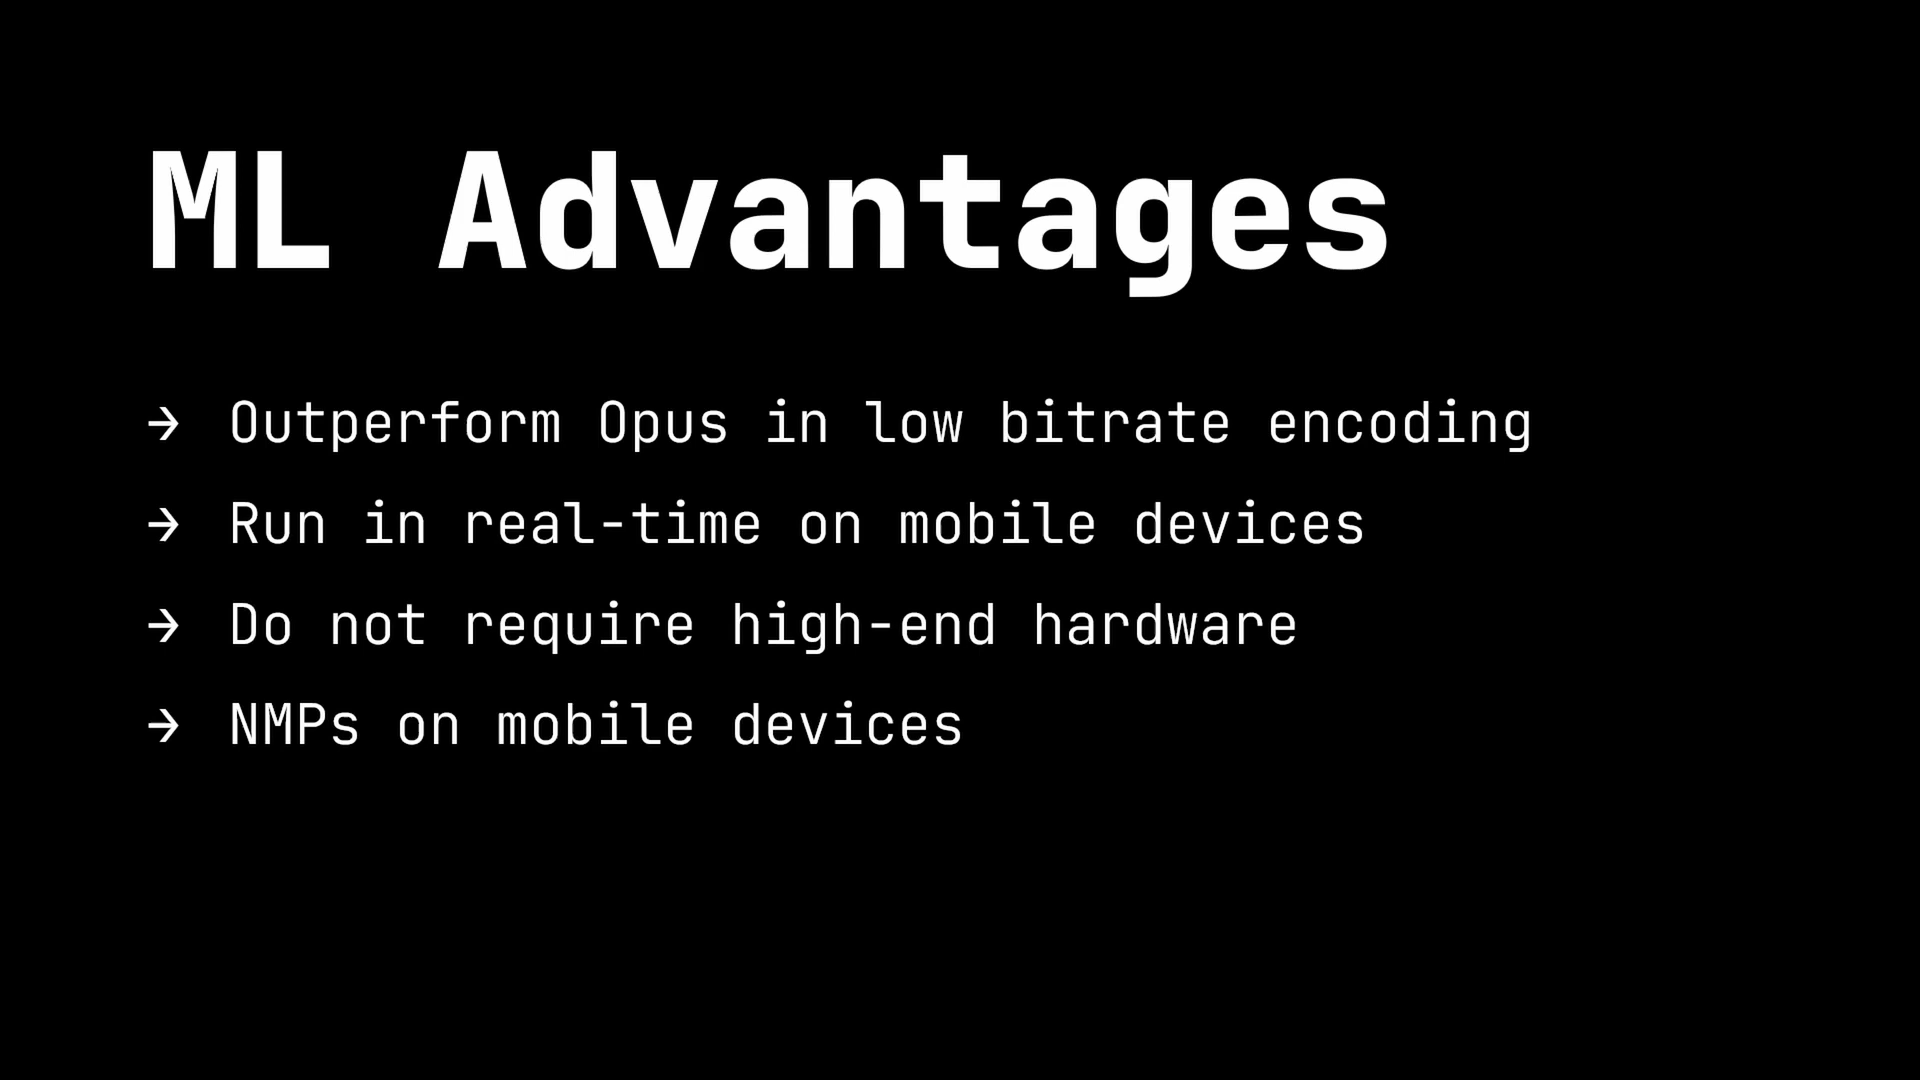 ML Advantages
→ Outperform Opus in low bitrate encoding
→ Run in real-time on mobile devices
→ Do not require high-end hardware
→ NMPs on mobile devices